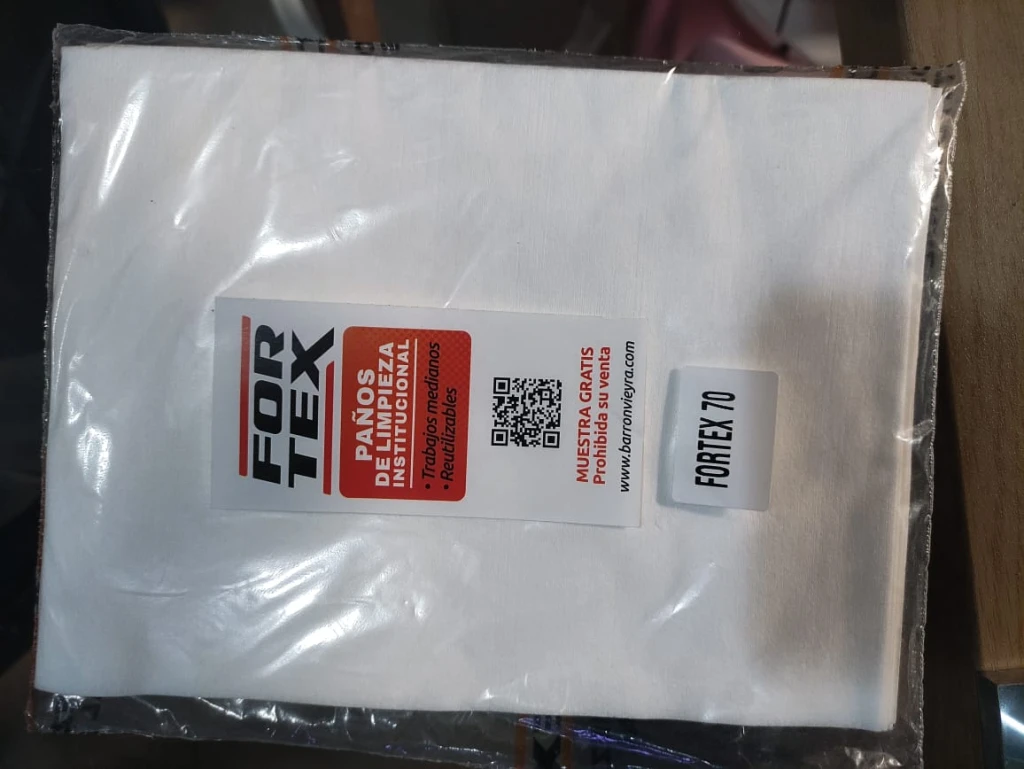 FOR
TEX
PAÑOS
DE LIMPIEZA
INSTITUCIONAL
• Trabajos medianos
• Reutilizables
MUESTRA GRATIS
Prohibida su venta
www.barronvieyra.com
FORTEX 70